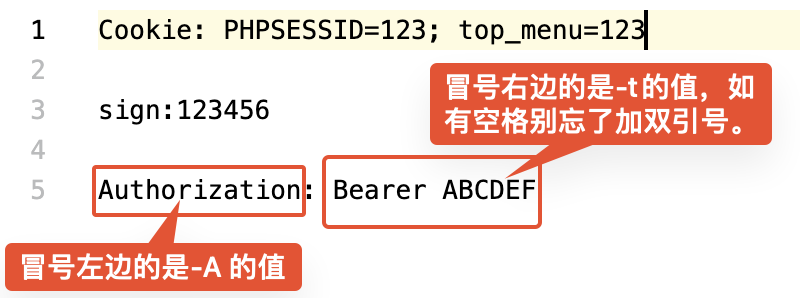 1 Cookie: PHPSESSID=123; top_menu=123
2
冒号右边的是-t的值，如
有空格别忘了加双引号。
3 sign:123456
4
5 Authorization: Bearer ABCDEF
冒号左边的是-A 的值